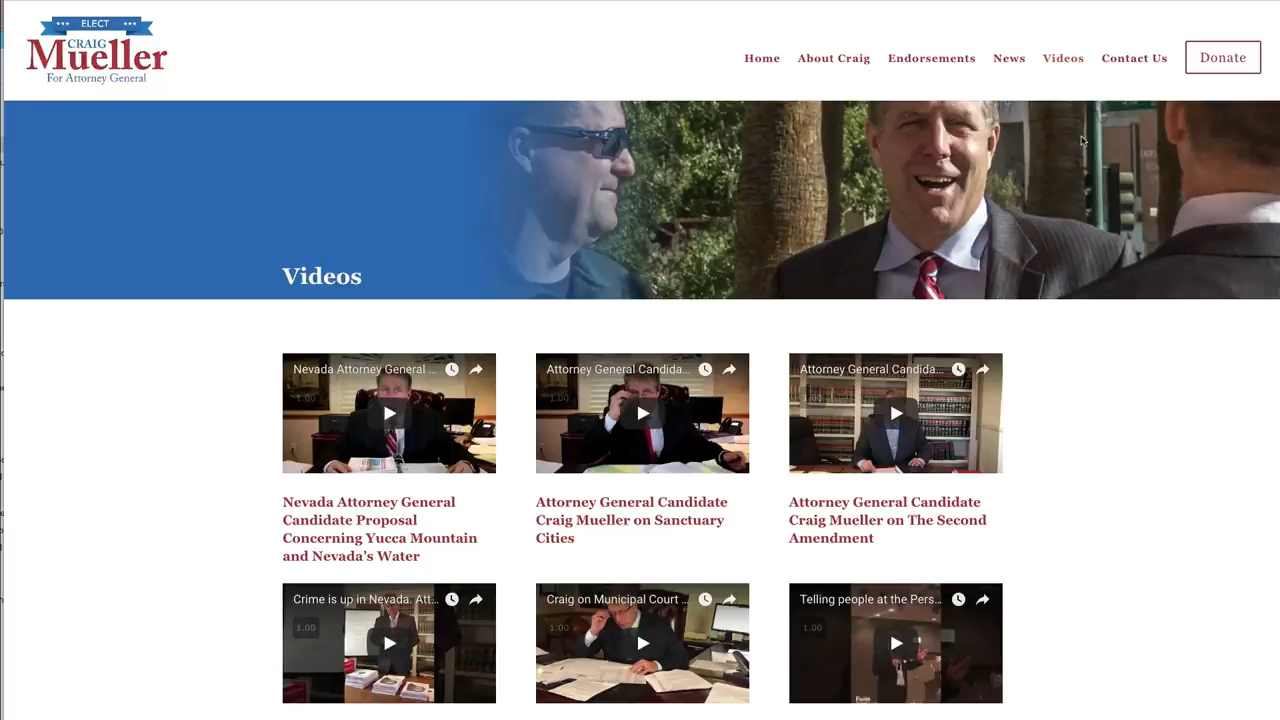 ELECT
CRAIG
Mueller
For Attorney General
Home About Craig Endorsements News Videos Contact Us Donate
Videos
Nevada Attorney General ...
Attorney General Candida...
Attorney General Candida...
1.00
1.00
1.00
Nevada Attorney General
Candidate Proposal
Concerning Yucca Mountain
and Nevada's Water
Attorney General Candidate
Craig Mueller on Sanctuary
Cities
Attorney General Candidate
Craig Mueller on The Second
Amendment
Crime is up in Nevada. Att...
Craig on Municipal Court ...
Telling people at the Pers...
1.00
1.00
1.00